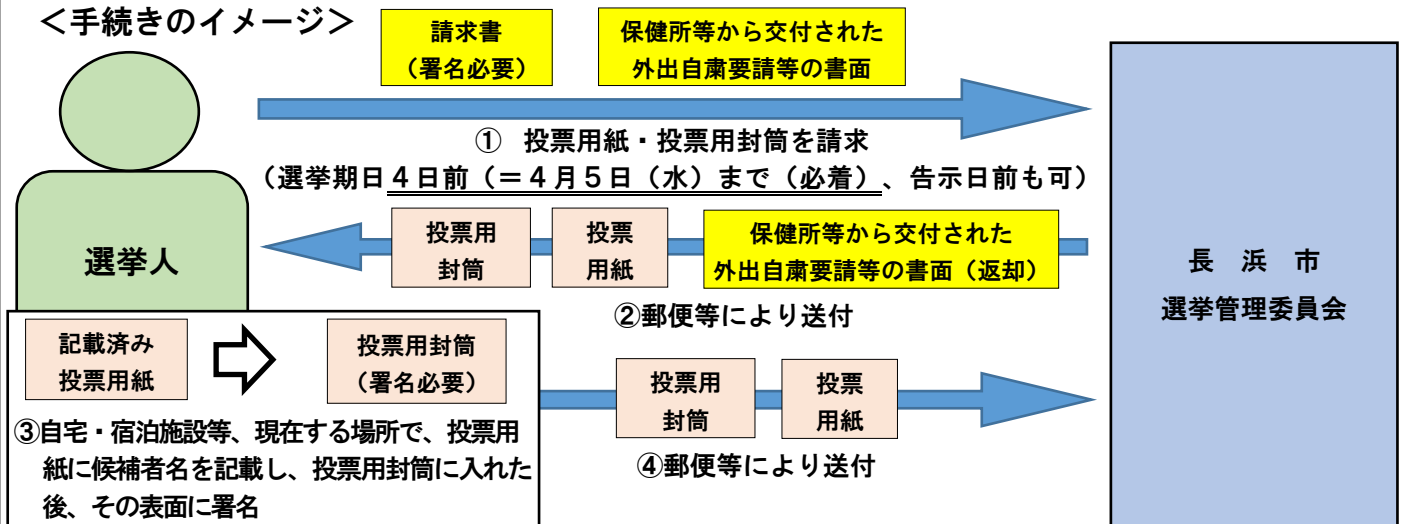 ＜手続きのイメージ＞
請求書
（署名必要）
保健所等から交付された
外出自粛要請等の書面
① 投票用紙・投票用封筒を請求
（選挙期日４日前（＝４月５日（水）まで（必着）、告示日前も可）
選挙人
投票用
封筒
投票
用紙
保健所等から交付された
外出自粛要請等の書面（返却）
②郵便等により送付
長 浜 市
選挙管理委員会
記載済み
投票用紙
投票用封筒
（署名必要）
③自宅・宿泊施設等、現在する場所で、投票用
紙に候補者名を記載し、投票用封筒に入れた
後、その表面に署名
投票用
封筒
投票
用紙
④郵便等により送付